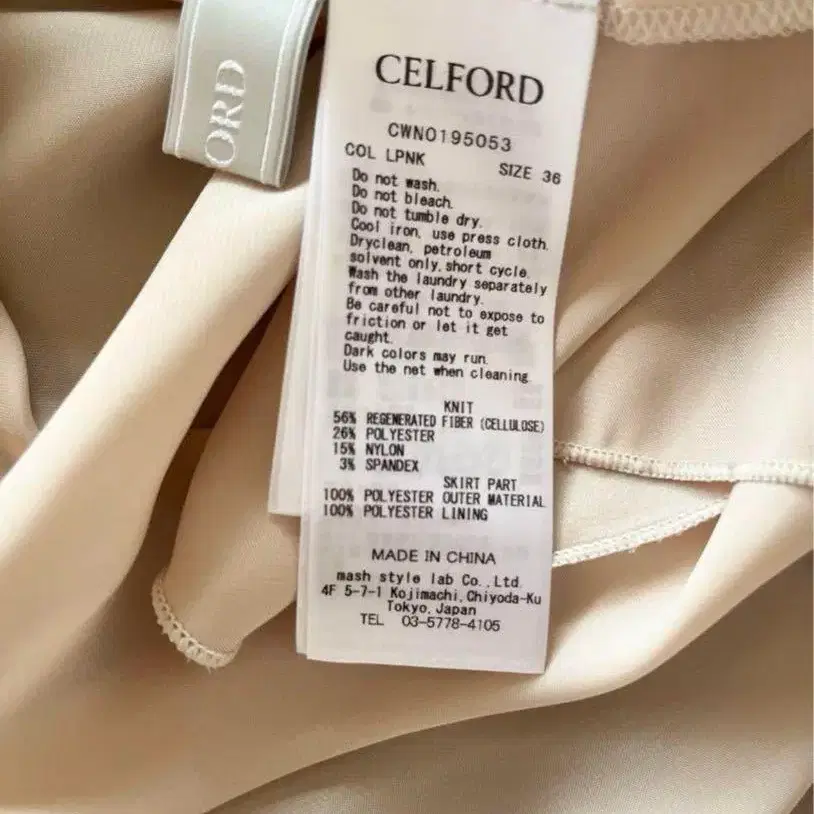 ORD
CELFORD
CWNO195053
COL LPNK SIZE 36
Do not wash.
Do not bleach.
Do not tumble dry.
Cool iron, use press cloth.
Dryclean, petroleum
solvent only,short cycle.
Wash the laundry separately
from other laundry.
Be careful not to expose to
friction or let it get
caught.
Dark colors may run.
Use the net when cleaning.
KNIT
56% REGENERATED FIBER (CELLULOSE)
26% POLYESTER
15% NYLON
3% SPANDEX
SKIRT PART
100% POLYESTER OUTER MATERIAL
100% POLYESTER LINING
MADE IN CHINA
mash style lab Co.,Ltd.
4F 5-7-1 Kojimachi,Chiyoda-Ku
Tokyo,Japan
TEL 03-5778-4105